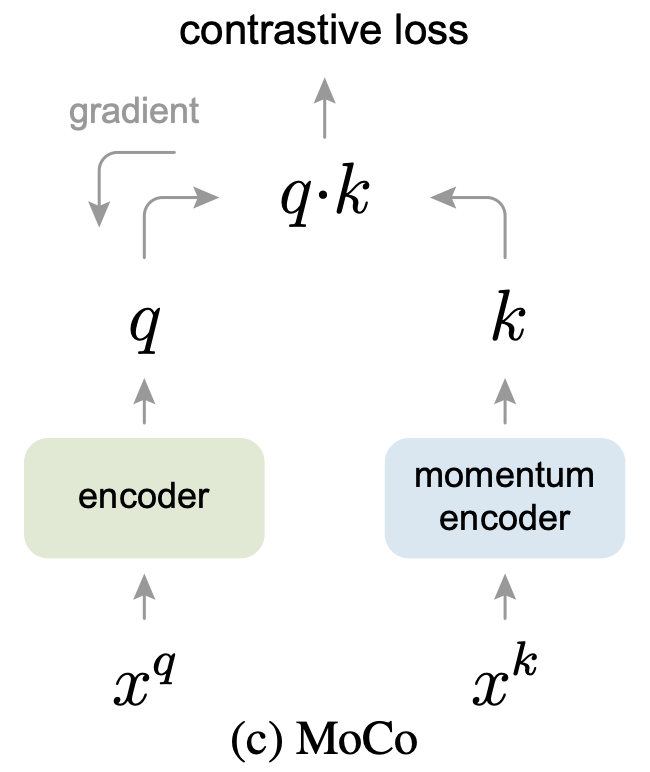 contrastive loss
gradient
q·k
q k
encoder
momentum
encoder
x^q x^k
(c) MoCo